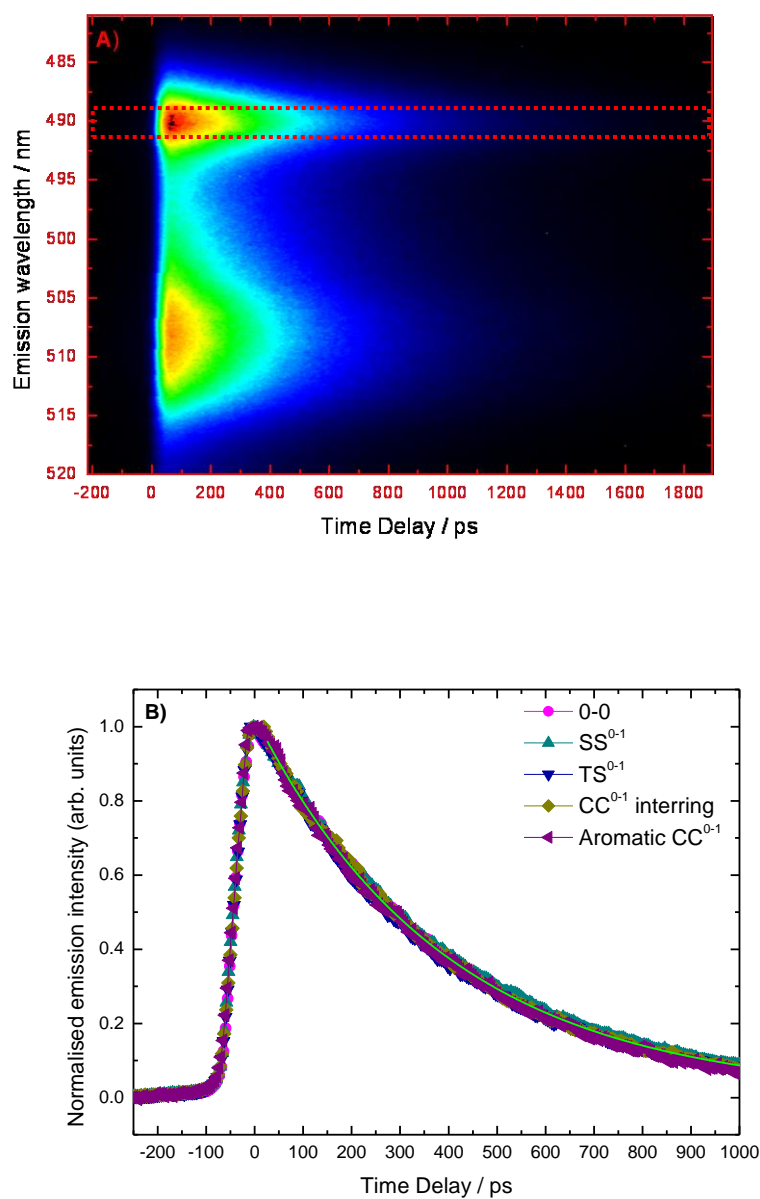 A)
Emission wavelength / nm
485
490
495
500
505
510
515
520
-200 0 200 400 600 800 1000 1200 1400 1600 1800
Time Delay / ps
B)
Normalised emission intensity (arb. units)
1.0
0.8
0.6
0.4
0.2
0.0
0-0
SS0-1
TS0-1
CC0-1 interring
Aromatic CC0-1
-200 -100 0 100 200 300 400 500 600 700 800 900 1000
Time Delay / ps